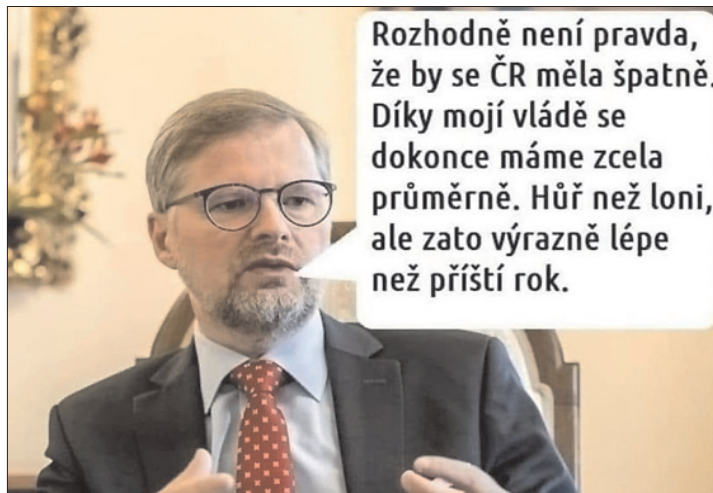 Rozhodně není pravda,
že by se ČR měla špatně.
Díky mojí vládě se
dokonce máme zcela
průměrně. Hůř než loni,
ale zato výrazně lépe
než příští rok.